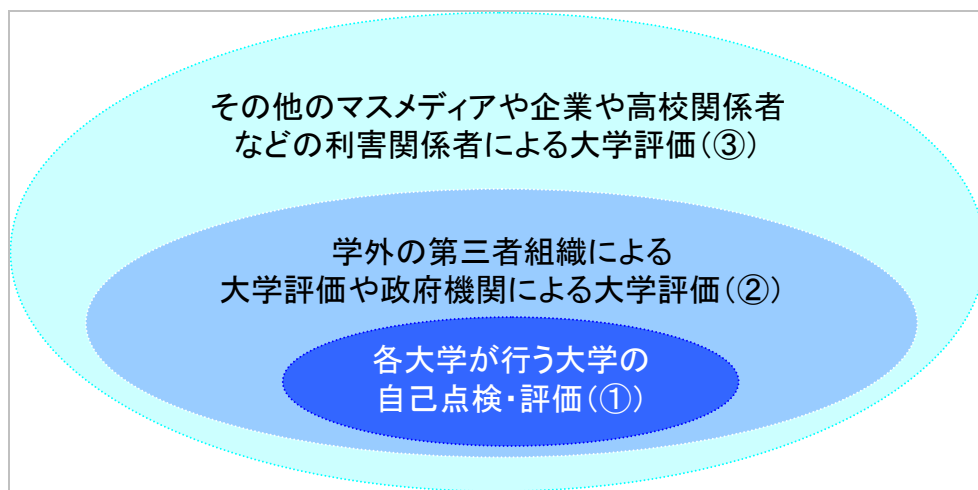 その他のマスメディアや企業や高校関係者
などの利害関係者による大学評価(③)
学外の第三者組織による
大学評価や政府機関による大学評価(②)
各大学が行う大学の
自己点検・評価(①)